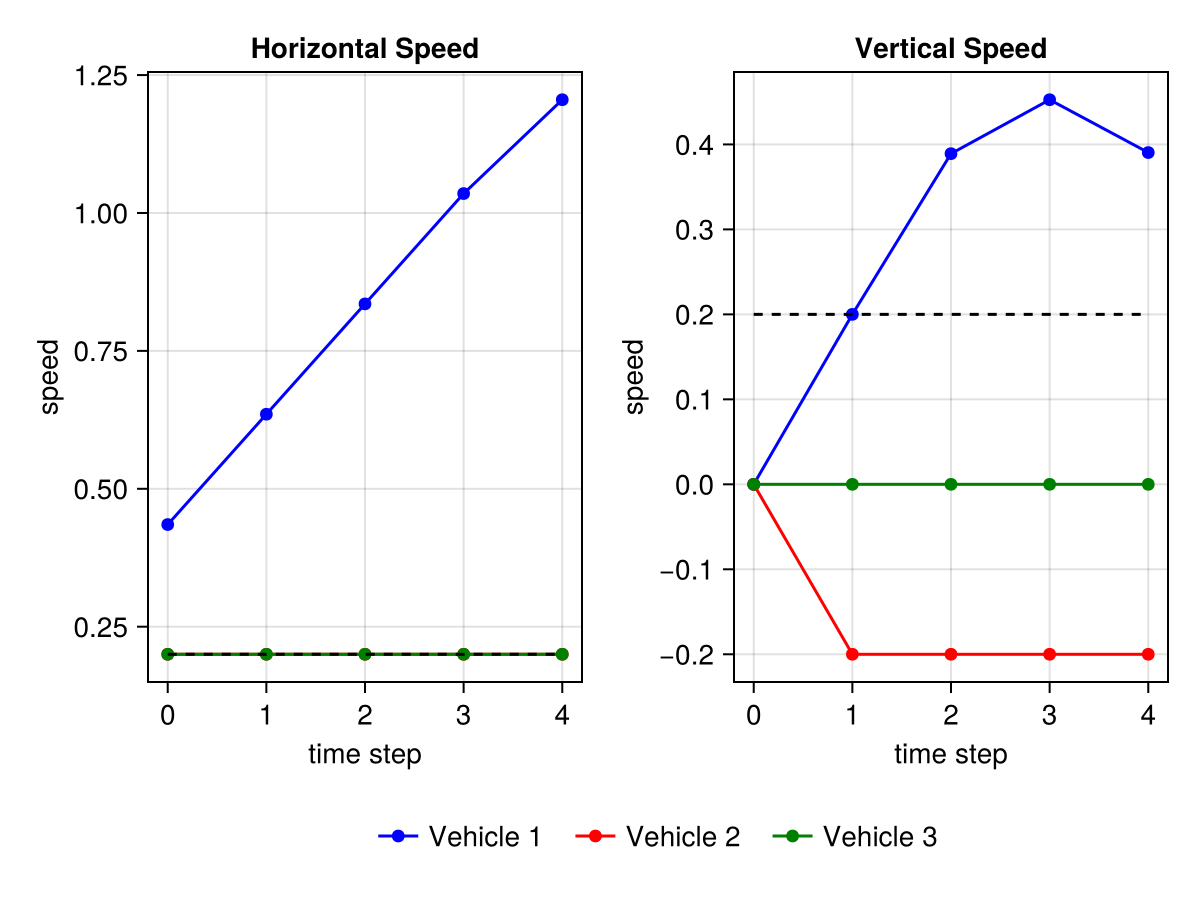 Horizontal Speed
1.25
1.00
0.75
0.50
0.25
speed
0 1 2 3 4
time step
Vertical Speed
0.4
0.3
0.2
0.1
0.0
−0.1
−0.2
speed
0 1 2 3 4
time step
Vehicle 1 Vehicle 2 Vehicle 3